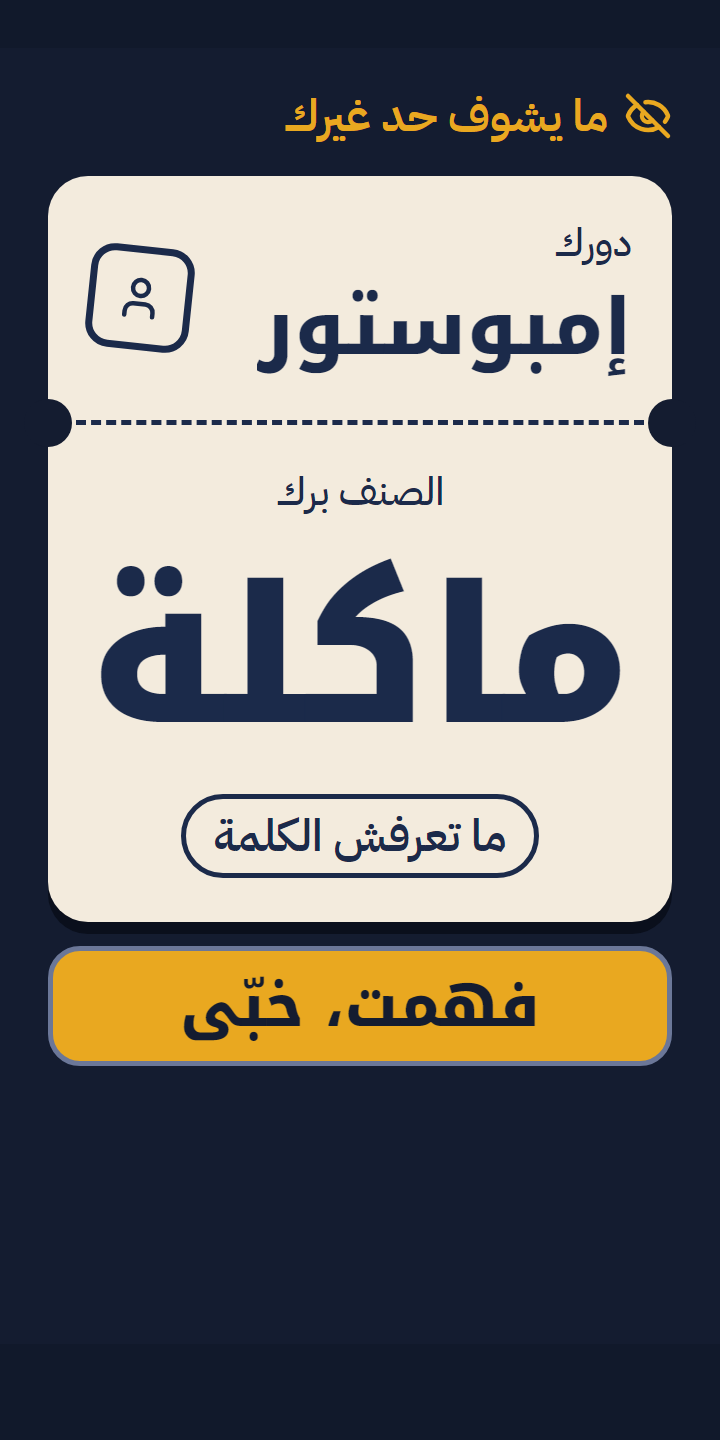 ما يشوف حد غيرك
دورك
إمبوستور
الصنف برك
ماكلة
ما تعرفش الكلمة
فهمت، خبّى